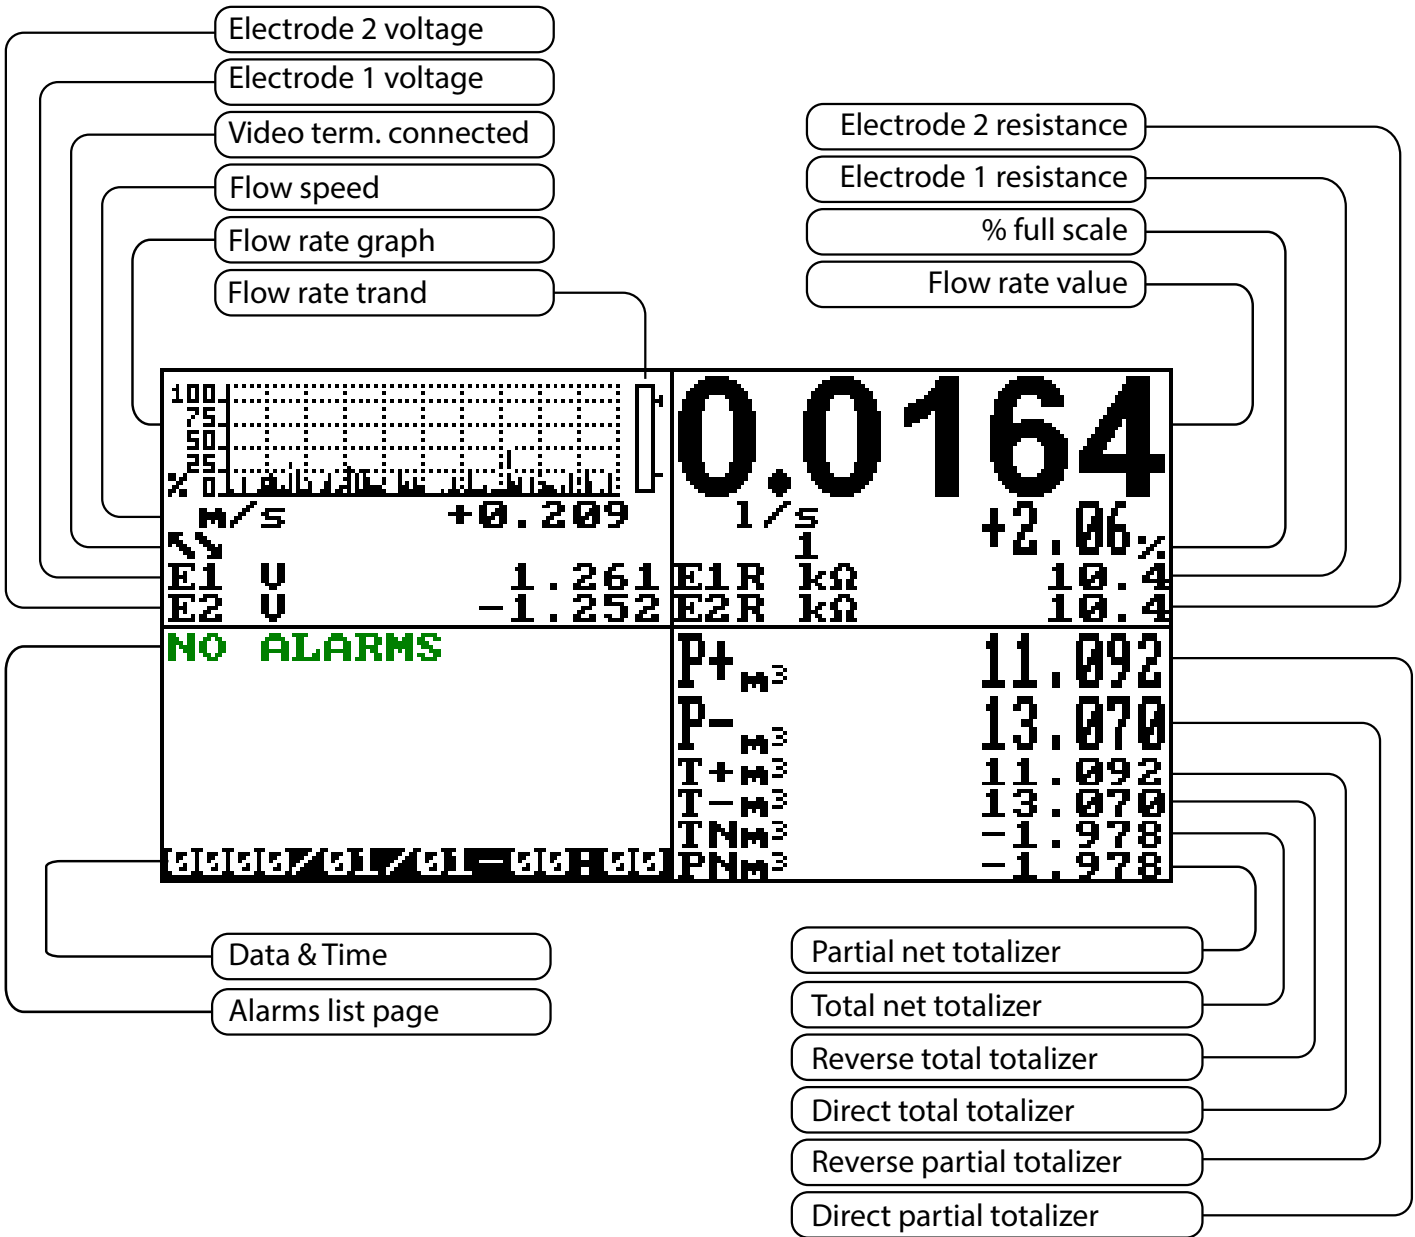 Electrode 2 voltage
Electrode 1 voltage
Video term. connected
Flow speed
Flow rate graph
Flow rate trand
Electrode 2 resistance
Electrode 1 resistance
% full scale
Flow rate value
100
75
50
25
% 0
m/s +0.209
E1 V 1.261
E2 V -1.252
0.0164
l/s +2.06%
1
E1R kΩ 10.4
E2R kΩ 10.4
NO ALARMS
0000/01/01-00:00
P+m³ 11.092
P-m³ 13.070
T+m³ 11.092
T-m³ 13.070
TNm³ -1.978
PNm³ -1.978
Data & Time
Alarms list page
Partial net totalizer
Total net totalizer
Reverse total totalizer
Direct total totalizer
Reverse partial totalizer
Direct partial totalizer